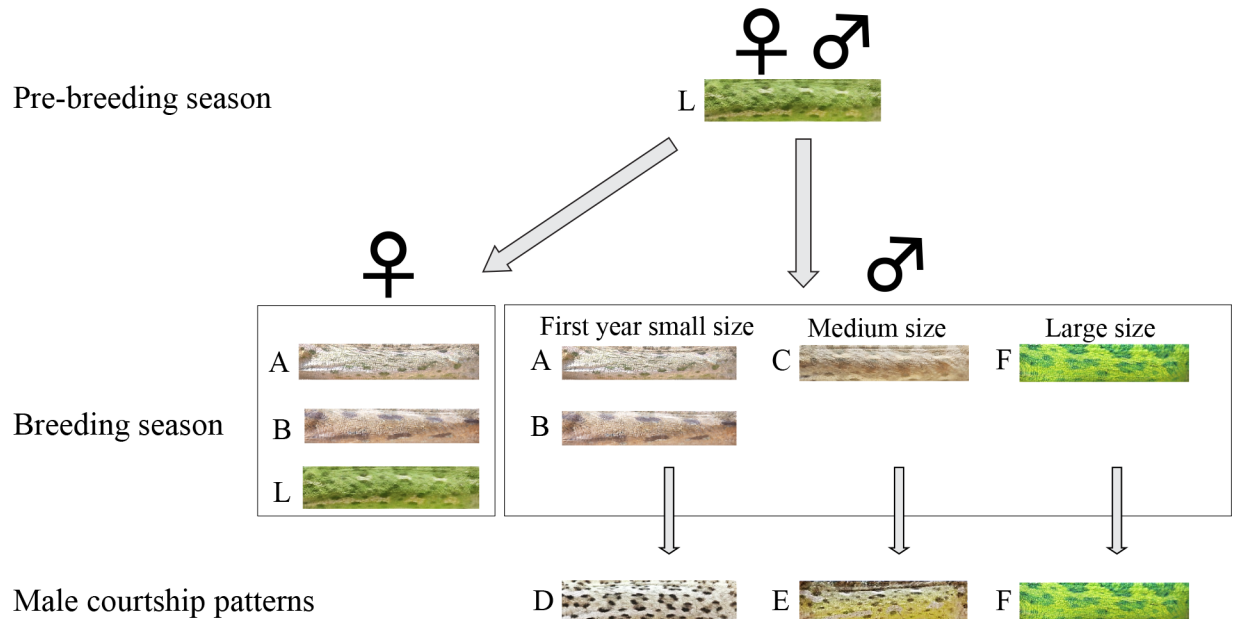 Pre-breeding season
L
First year small size
Medium size
Large size
A
A
C
F
Breeding season
B
B
L
Male courtship patterns
D
E
F